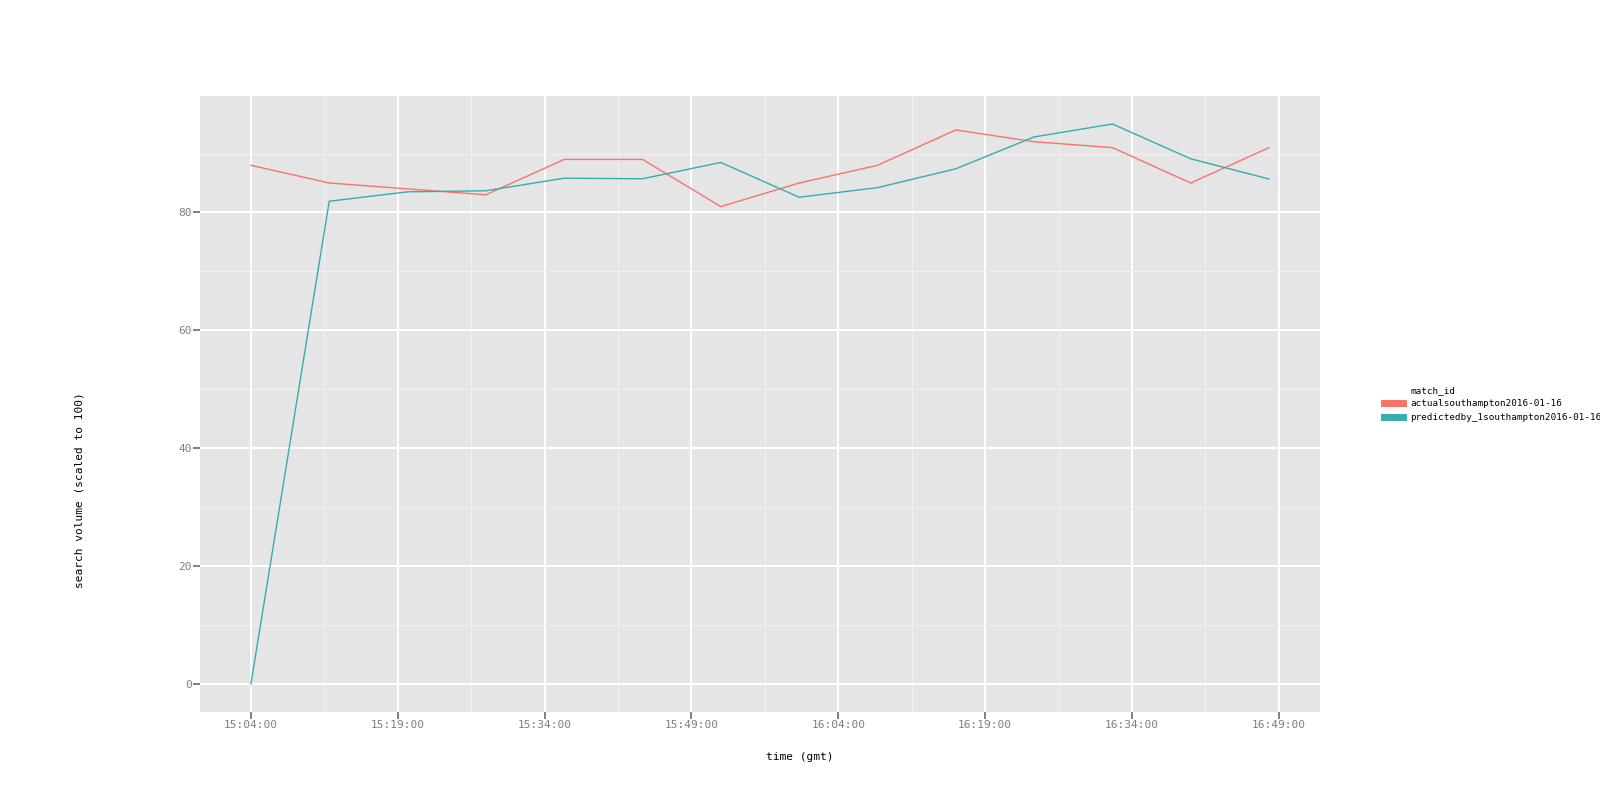 search volume (scaled to 100)
80
60
40
20
0
15:04:00 15:19:00 15:34:00 15:49:00 16:04:00 16:19:00 16:34:00 16:49:00
time (gmt)
match_id
actualsouthampton2016-01-16
predictedby_1southampton2016-01-16